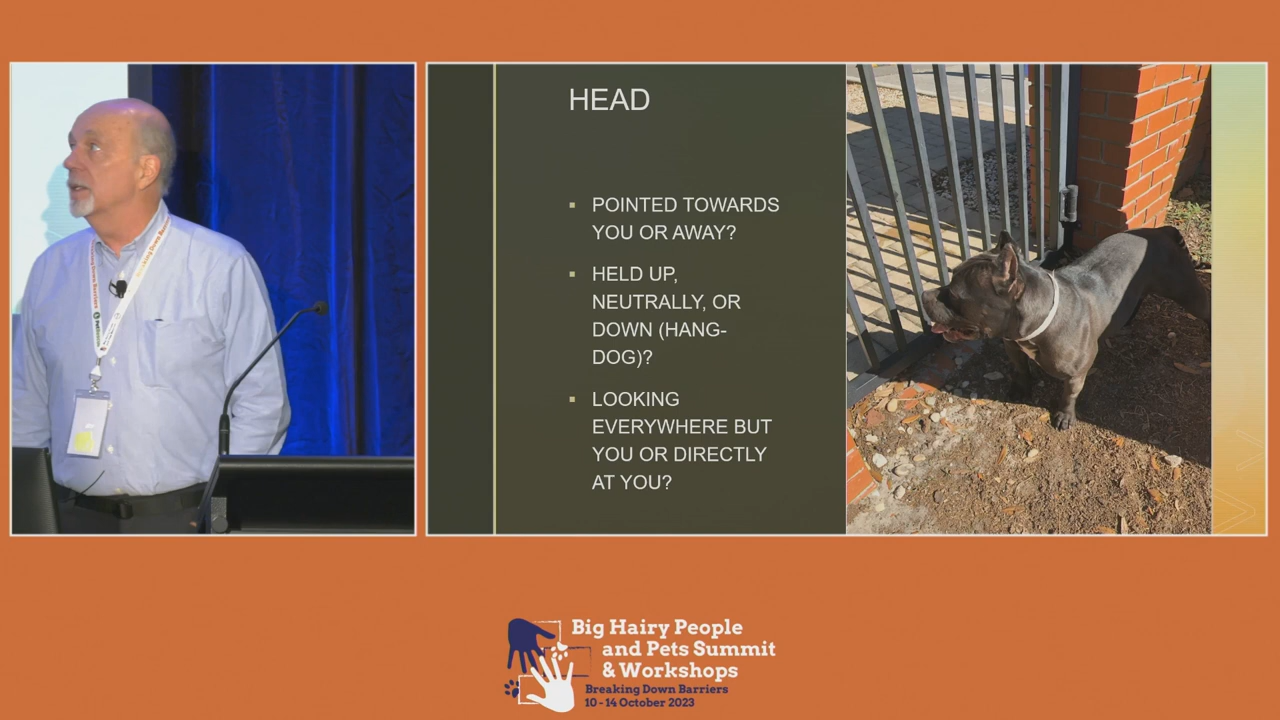 HEAD
POINTED TOWARDS
YOU OR AWAY?
HELD UP,
NEUTRALLY, OR
DOWN (HANG-
DOG)?
LOOKING
EVERYWHERE BUT
YOU OR DIRECTLY
AT YOU?
Big Hairy People
and Pets Summit
& Workshops
Breaking Down Barriers
10 - 14 October 2023